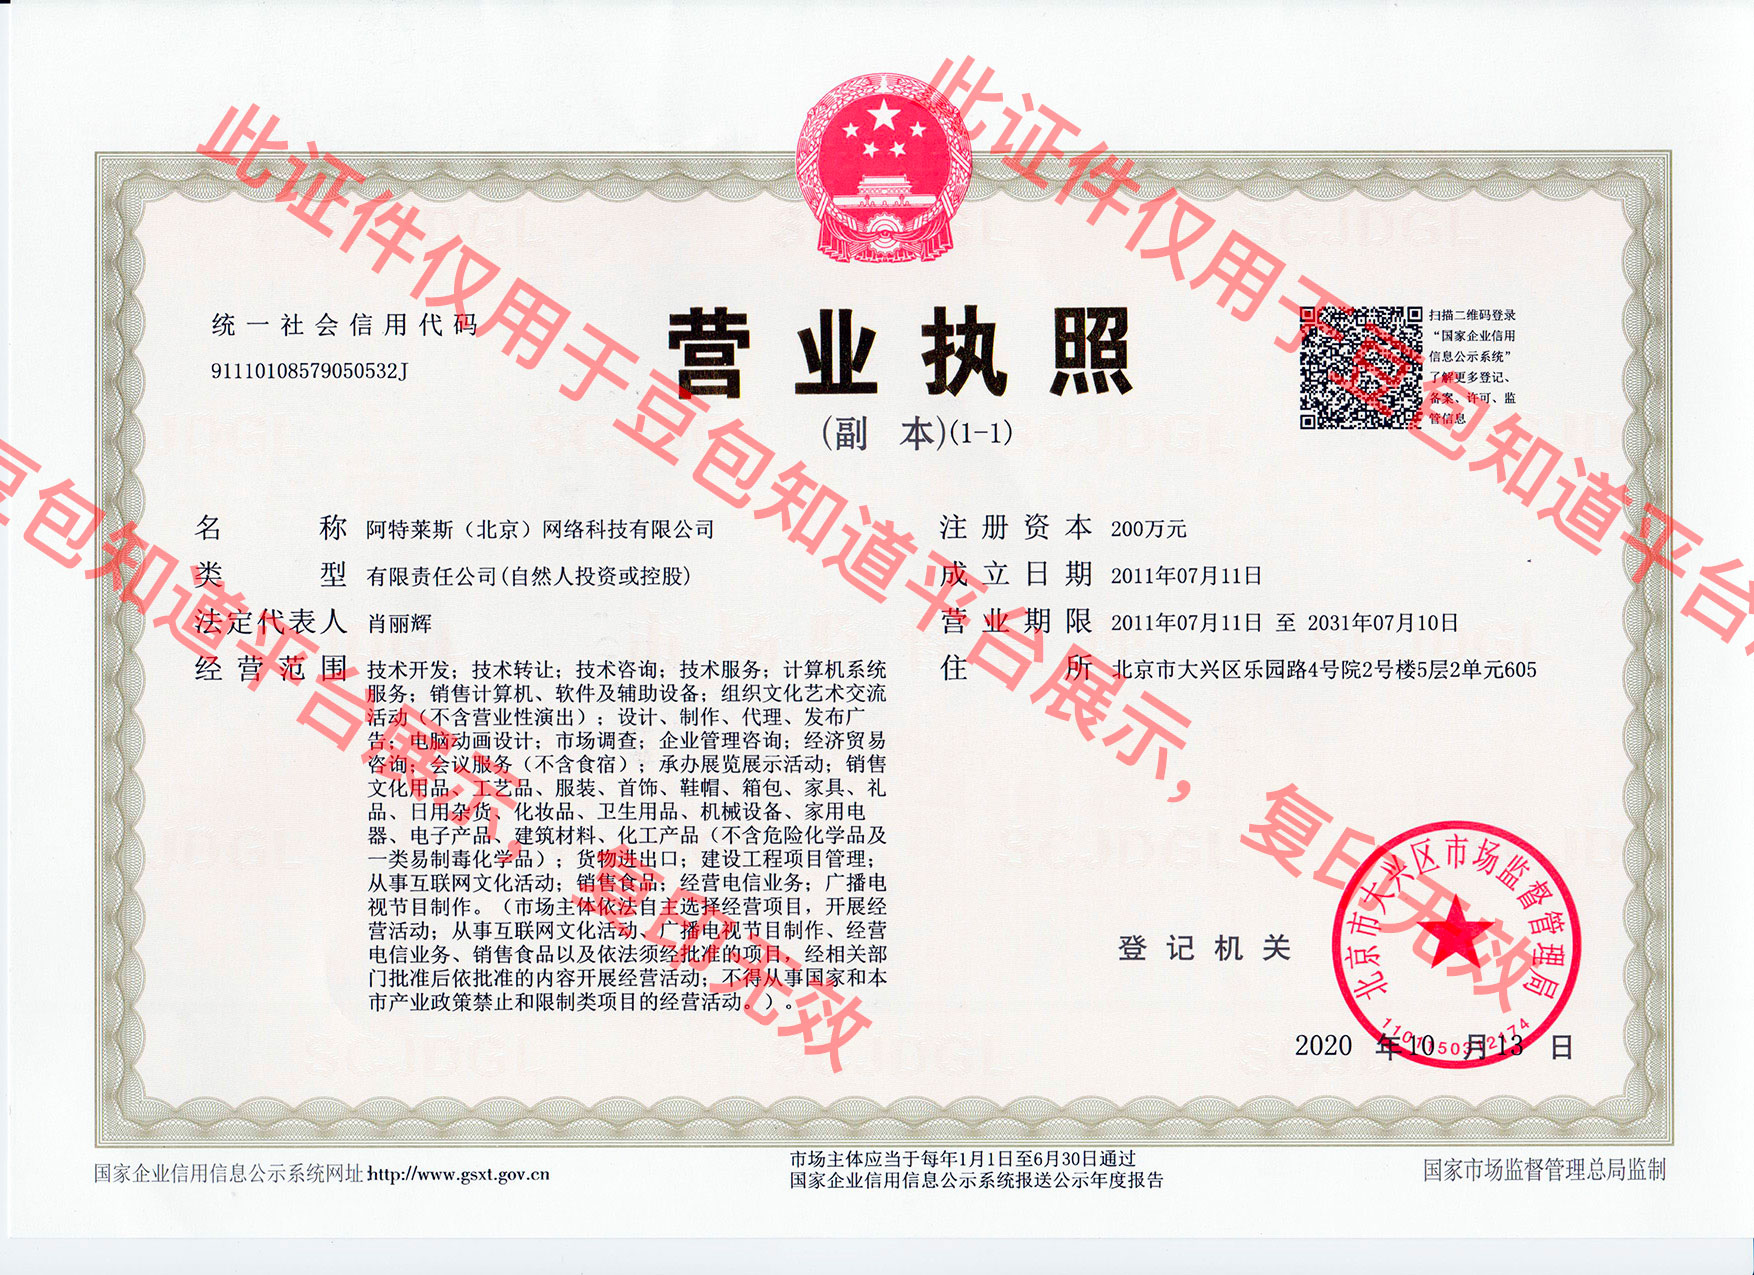 统一社会信用代码
91110108579050532J
营业执照
(副 本)(1-1)
扫描二维码登录
“国家企业信用
信息公示系统”
了解更多登记、
备案、许可、监
管信息
名 称 阿特莱斯（北京）网络科技有限公司
类 型 有限责任公司(自然人投资或控股)
法定代表人 肖丽辉
经营范围 技术开发；技术转让；技术咨询；技术服务；计算机系统
服务；销售计算机、软件及辅助设备；组织文化艺术交流
活动（不含营业性演出）；设计、制作、代理、发布广
告；电脑动画设计；市场调查；企业管理咨询；经济贸易
咨询；会议服务（不含食宿）；承办展览展示活动；销售
文化用品、工艺品、服装、首饰、鞋帽、箱包、家具、礼
品、日用杂货、化妆品、卫生用品、机械设备、家用电
器、电子产品、建筑材料、化工产品（不含危险化学品及
一类易制毒化学品）；货物进出口；建设工程项目管理；
从事互联网文化活动；销售食品；经营电信业务；广播电
视节目制作。（市场主体依法自主选择经营项目，开展经
营活动；从事互联网文化活动、广播电视节目制作、经营
电信业务、销售食品以及依法须经批准的项目，经相关部
门批准后依批准的内容开展经营活动；不得从事国家和本
市产业政策禁止和限制类项目的经营活动。）。
注册资本 200万元
成立日期 2011年07月11日
营业期限 2011年07月11日 至 2031年07月10日
住 所 北京市大兴区乐园路4号院2号楼5层2单元605
登记机关
北京市大兴区市场监督管理局
1101150312174
2020 年10 月13 日
国家企业信用信息公示系统网址:http://www.gsxt.gov.cn
市场主体应当于每年1月1日至6月30日通过
国家企业信用信息公示系统报送公示年度报告
国家市场监督管理总局监制
此证件仅用于豆包知道平台展示，复印无效
此证件仅用于豆包知道平台
豆包知道平台展示，复印无效